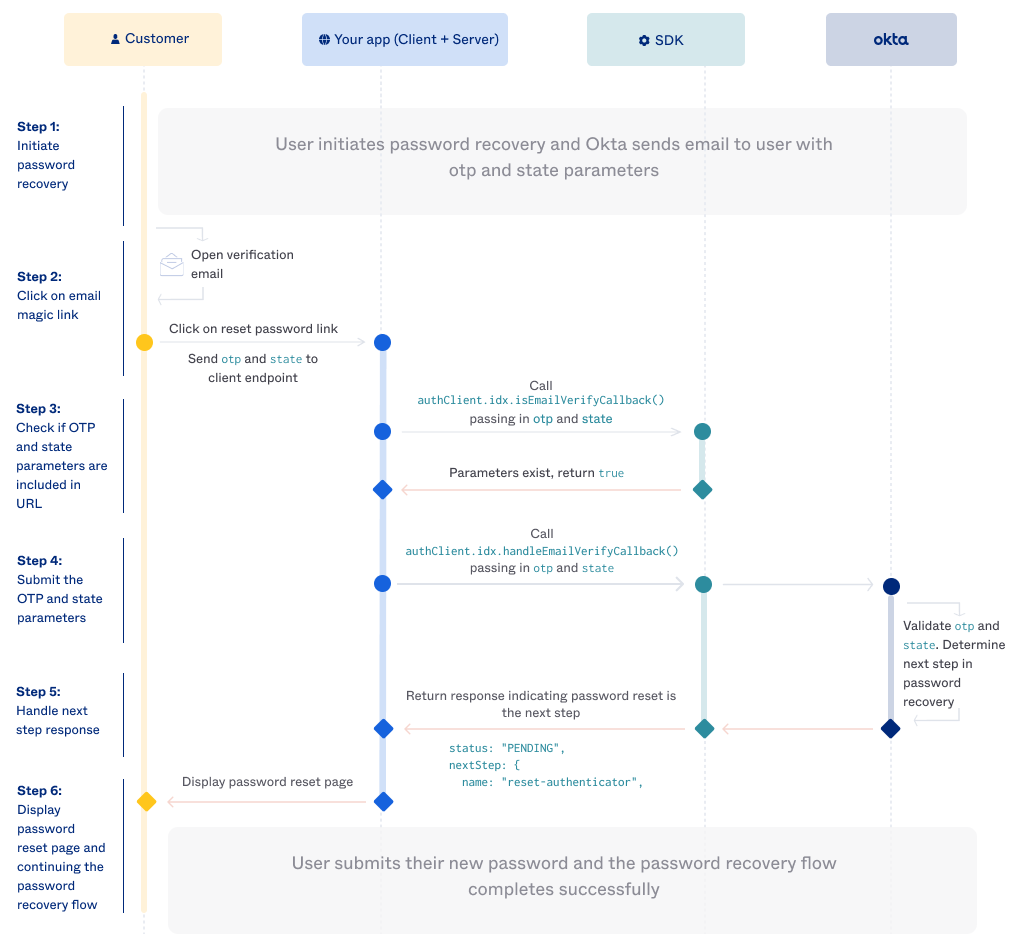 Customer
Your app (Client + Server)
SDK
okta
Step 1:
Initiate
password
recovery
User initiates password recovery and Okta sends email to user with
otp and state parameters
Step 2:
Click on email
magic link
Open verification
email
Click on reset password link
Send otp and state to
client endpoint
Step 3:
Check if OTP
and state
parameters are
included in
URL
Call
authClient.idx.isEmailVerifyCallback()
passing in otp and state
Parameters exist, return true
Step 4:
Submit the
OTP and state
parameters
Call
authClient.idx.handleEmailVerifyCallback()
passing in otp and state
Validate otp and
state. Determine
next step in
password
recovery
Step 5:
Handle next
step response
Return response indicating password reset is
the next step
status: "PENDING",
nextStep: {
name: "reset-authenticator",
Step 6:
Display
password
reset page and
continuing the
password
recovery flow
Display password reset page
User submits their new password and the password recovery flow
completes successfully